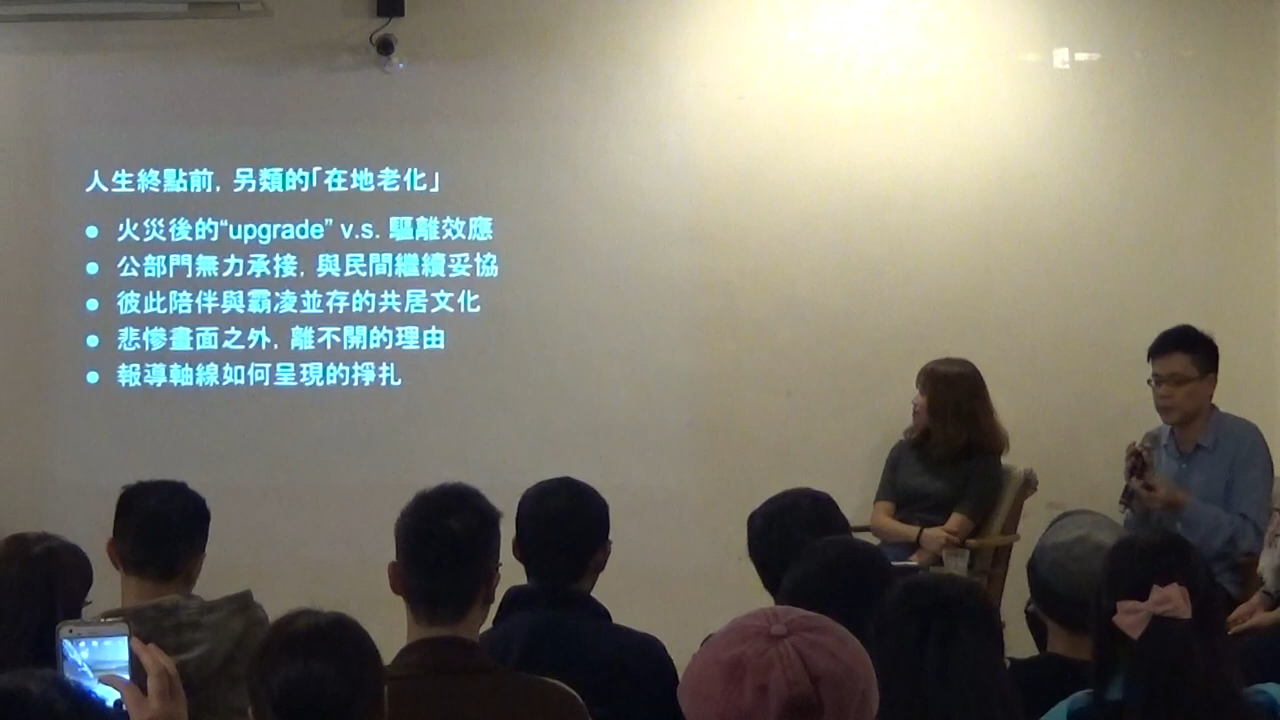 人生終點前, 另類的「在地老化」
● 火災後的“upgrade” v.s. 驅離效應
● 公部門無力承接, 與民間繼續妥協
● 彼此陪伴與霸凌並存的共居文化
● 悲慘畫面之外, 離不開的理由
● 報導軸線如何呈現的掙扎